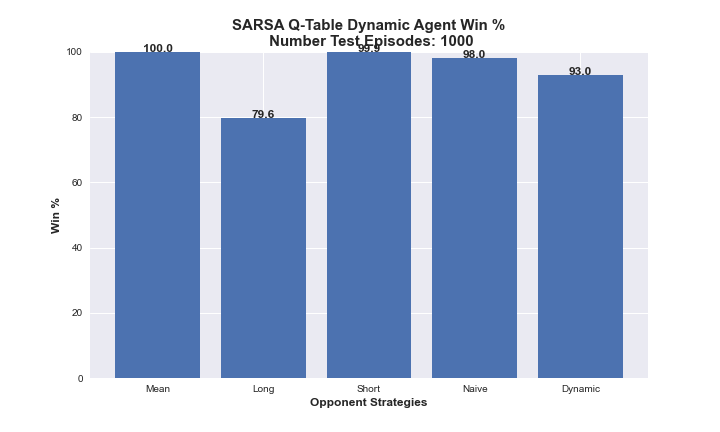 SARSA Q-Table Dynamic Agent Win %
Number Test Episodes: 1000
100.0
79.6
99.9
98.0
93.0
100
80
60
40
20
0
Win %
Mean Long Short Naive Dynamic
Opponent Strategies